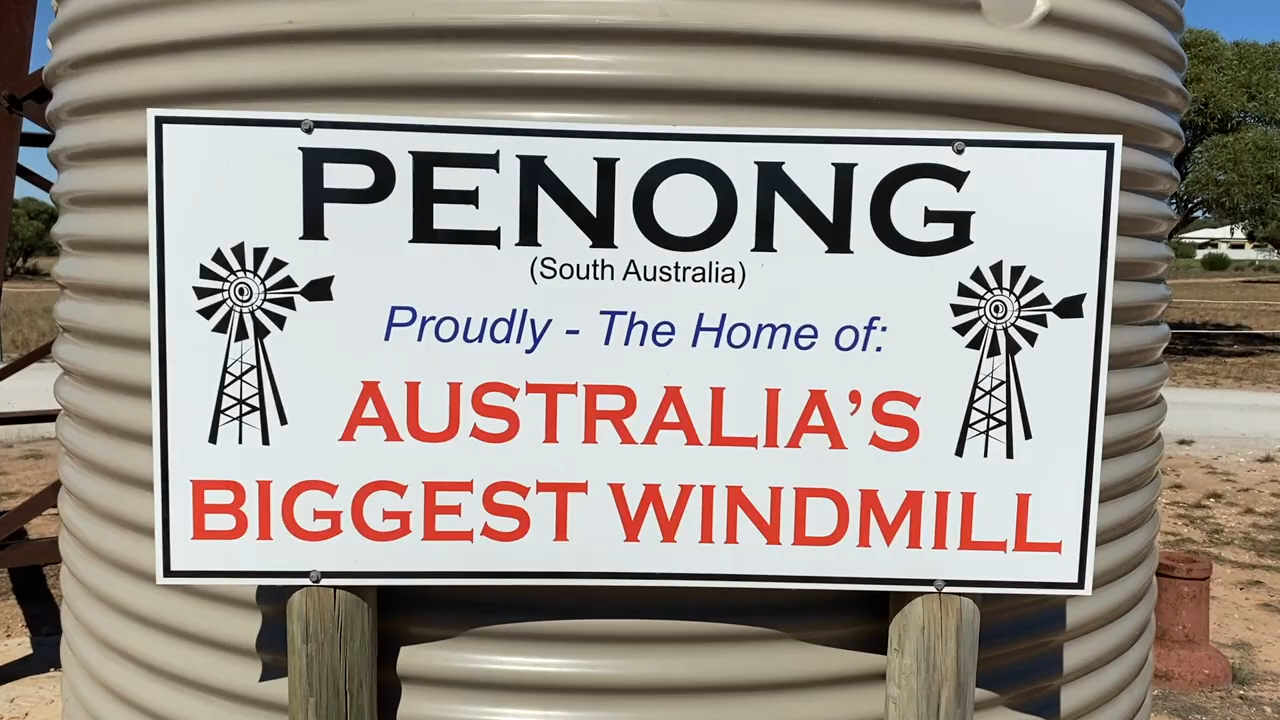 PENONG
(South Australia)
Proudly - The Home of:
AUSTRALIA'S
BIGGEST WINDMILL